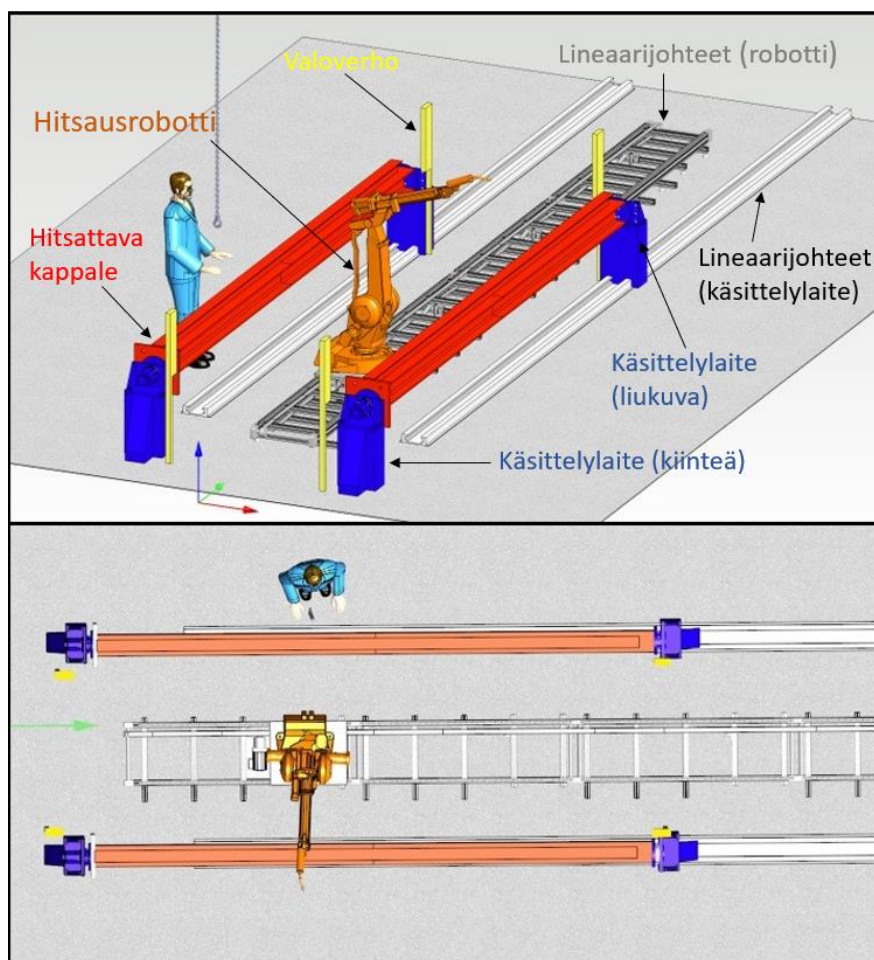 Valoverho
Lineaarijohteet (robotti)
Hitsausrobotti
Hitsattava
kappale
Lineaarijohteet
(käsittelylaite)
Käsittelylaite
(liukuva)
Käsittelylaite (kiinteä)